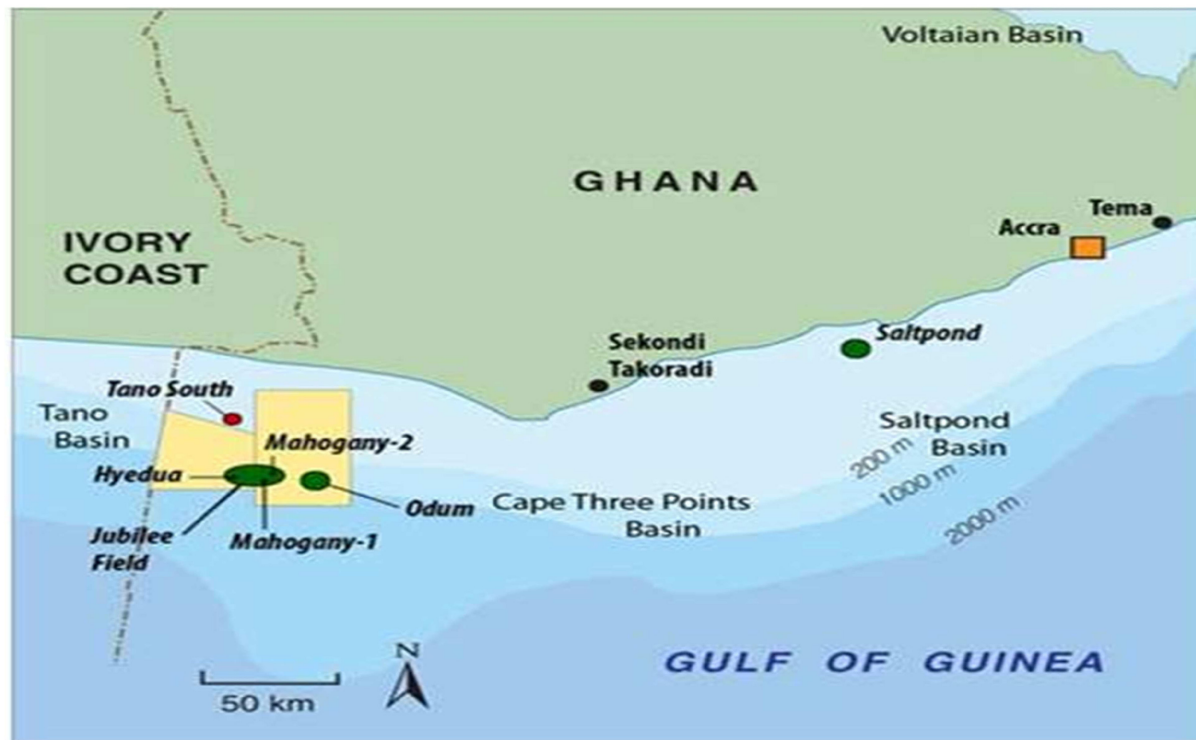 Voltaian Basin
GHANA
Tema
Accra
IVORY
COAST
Sekondi
Takoradi
Saltpond
Tano South
Tano
Basin
Mahogany-2
Saltpond
Basin
Hyedua
200 m
1000 m
2000 m
Odum
Cape Three Points
Basin
Jubilee
Field
Mahogany-1
N
GULF OF GUINEA
50 km